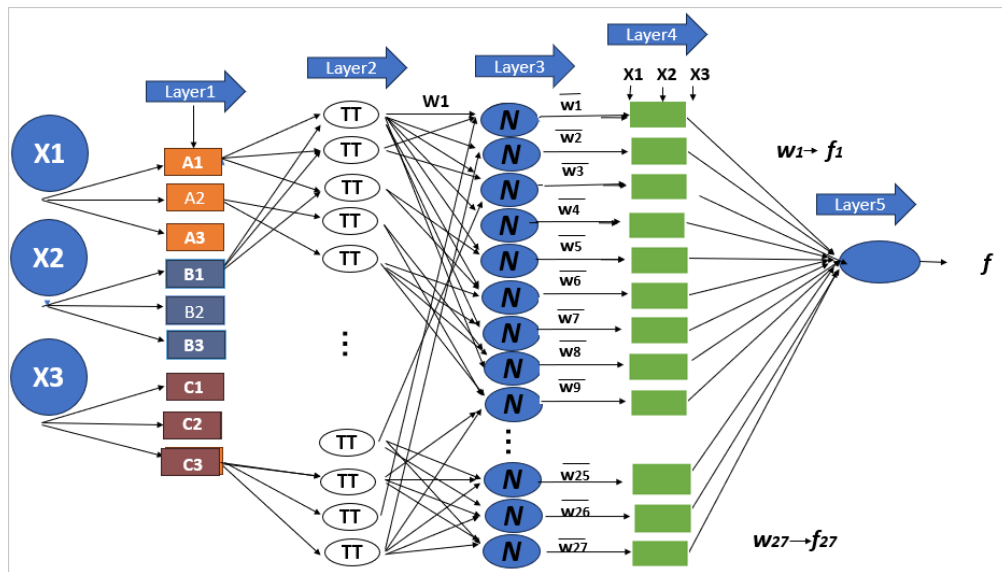 Layer1
Layer2
Layer3
Layer4
Layer5
X1
X2
X3
A1
A2
A3
B1
B2
B3
C1
C2
C3
TT
TT
TT
TT
TT
⋮
TT
TT
TT
TT
W1
N
N
N
N
N
N
N
N
N
⋮
N
N
N
w1
w2
w3
w4
w5
w6
w7
w8
w9
w25
w26
w27
X1 X2 X3
w1→f1
w27→f27
f